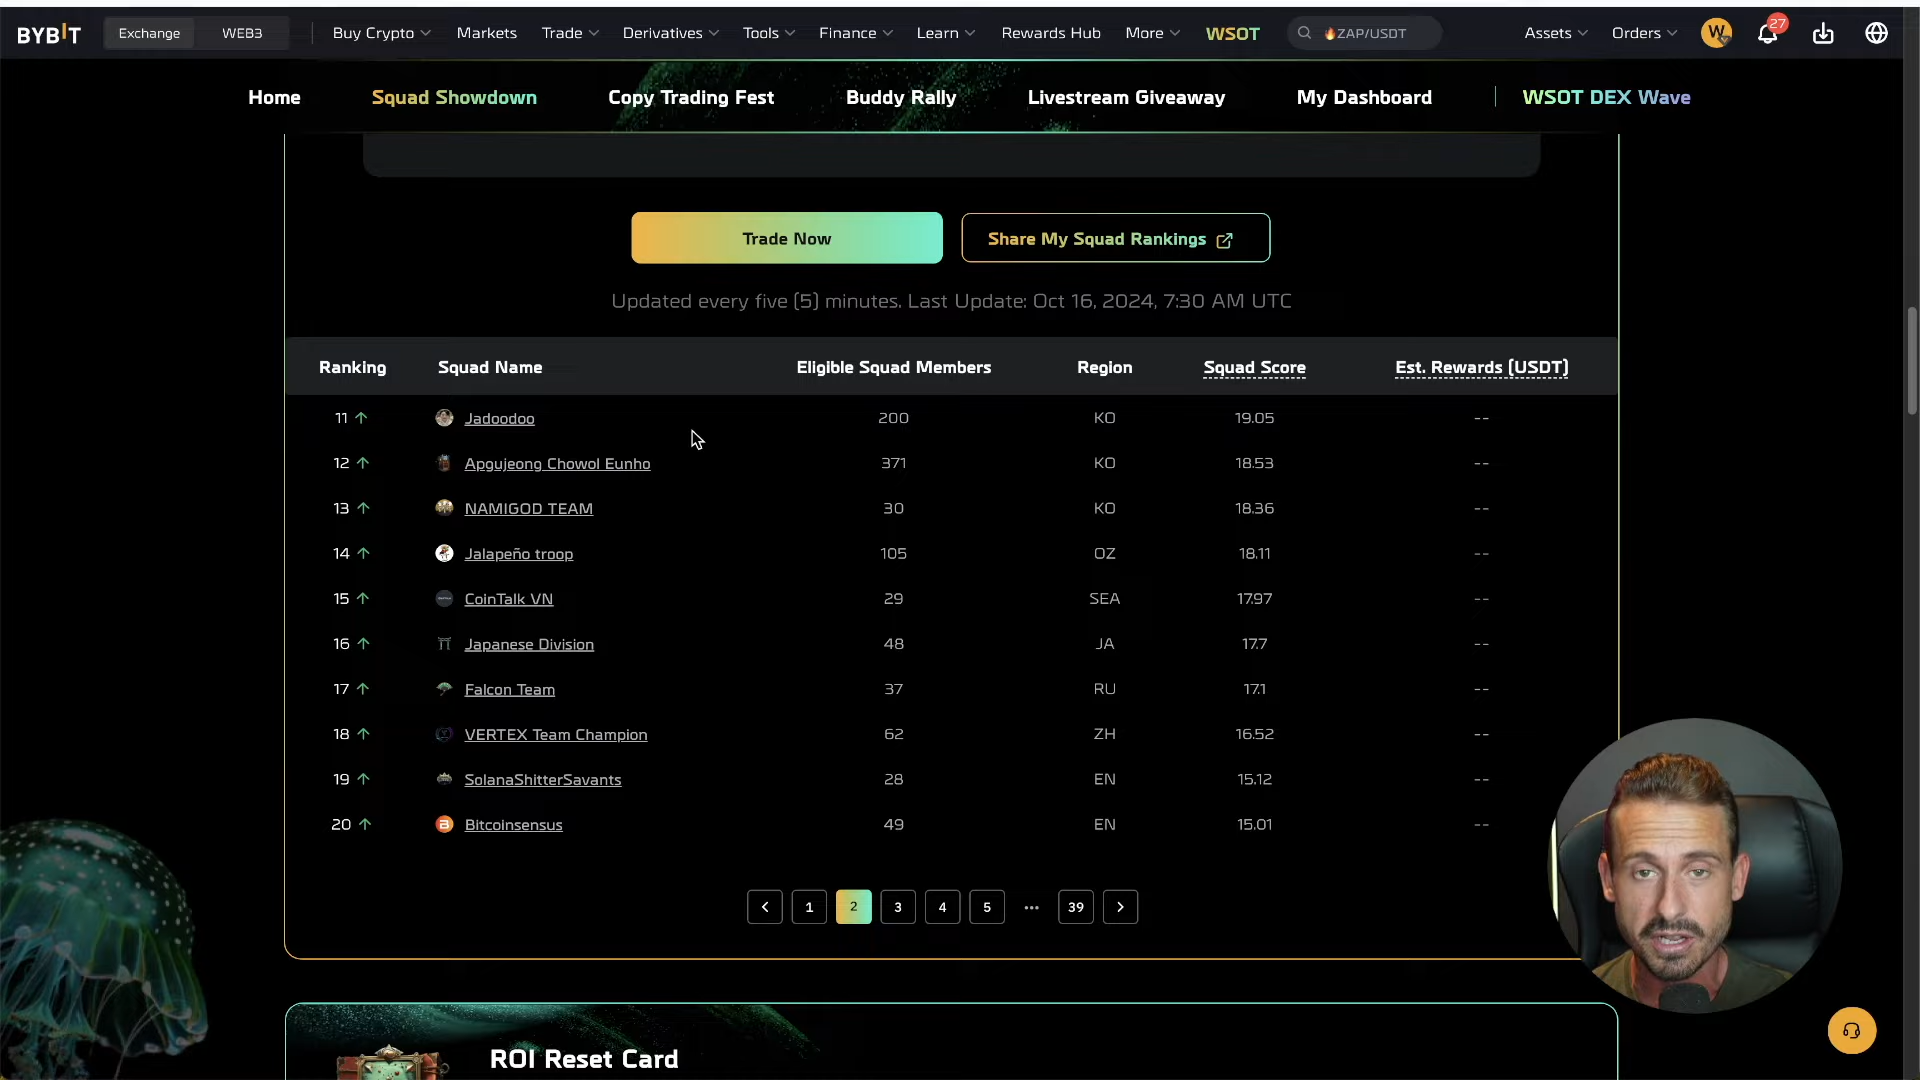 BYBIT Exchange WEB3 Buy Crypto Markets Trade Derivatives Tools Finance Learn Rewards Hub More WSOT 🔥ZAP/USDT Assets Orders W 27
Home Squad Showdown Copy Trading Fest Buddy Rally Livestream Giveaway My Dashboard WSOT DEX Wave
Trade Now Share My Squad Rankings
Updated every five (5) minutes. Last Update: Oct 16, 2024, 7:30 AM UTC
Ranking Squad Name Eligible Squad Members Region Squad Score Est. Rewards (USDT)
11 ↑ Jadoodoo 200 KO 19.05 --
12 ↑ Apgujeong Chowol Eunho 371 KO 18.53 --
13 ↑ NAMIGOD TEAM 30 KO 18.36 --
14 ↑ Jalapeño troop 105 OZ 18.11 --
15 ↑ CoinTalk VN 29 SEA 17.97 --
16 ↑ Japanese Division 48 JA 17.7 --
17 ↑ Falcon Team 37 RU 17.1 --
18 ↑ VERTEX Team Champion 62 ZH 16.52 --
19 ↑ SolanaShitterSavants 28 EN 15.12 --
20 ↑ Bitcoinsensus 49 EN 15.01 --
< 1 2 3 4 5 ••• 39 >
ROI Reset Card